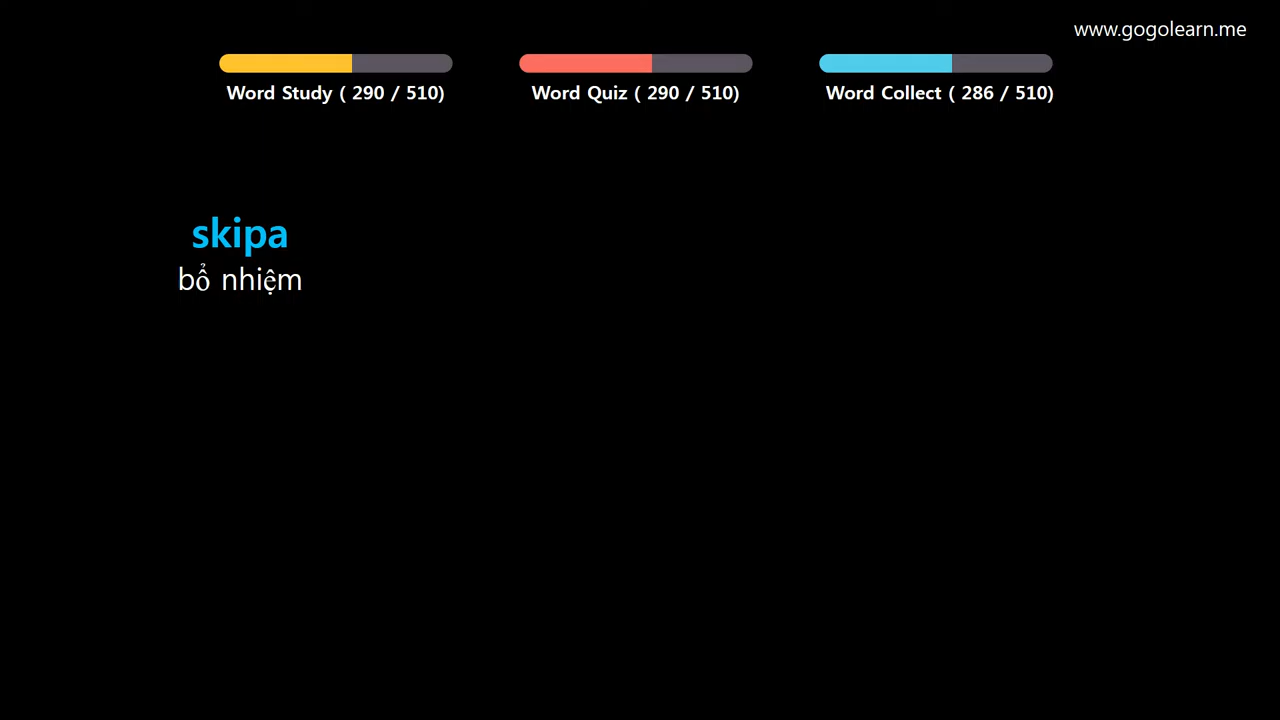 www.gogolearn.me
Word Study ( 290 / 510)
Word Quiz ( 290 / 510)
Word Collect ( 286 / 510)
skipa
bổ nhiệm